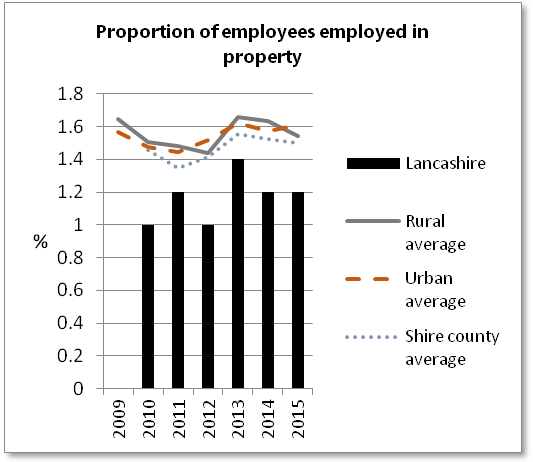 Proportion of employees employed in
property
1.8
1.6
1.4
1.2
1
0.8
0.6
0.4
0.2
0
%
2009
2010
2011
2012
2013
2014
2015
Lancashire
Rural
average
Urban
average
Shire county
average